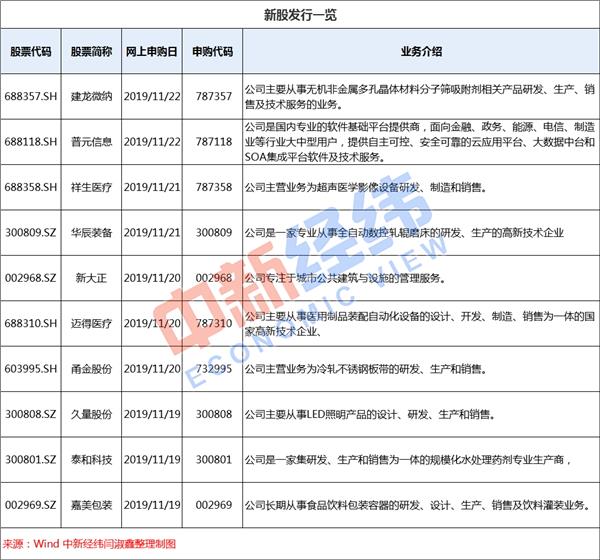 新股发行一览
股票代码 股票简称 网上申购日 申购代码 业务介绍
688357.SH 建龙微纳 2019/11/22 787357 公司主要从事无机非金属多孔晶体材料分子筛吸附剂相关产品研发、生产、销
售及技术服务的业务。
688118.SH 普元信息 2019/11/22 787118 公司是国内专业的软件基础平台提供商，面向金融、政务、能源、电信、制造
业等行业大中型用户，提供自主可控、安全可靠的云应用平台、大数据中台和
SOA集成平台软件及技术服务。
688358.SH 祥生医疗 2019/11/21 787358 公司主营业务为超声医学影像设备研发、制造和销售。
300809.SZ 华辰装备 2019/11/21 300809 公司是一家专业从事全自动数控轧辊磨床的研发、生产的高新技术企业
002968.SZ 新大正 2019/11/20 002968 公司专注于城市公共建筑与设施的管理服务。
688310.SH 迈得医疗 2019/11/20 787310 公司主要从事医用制品装配自动化设备的设计、开发、制造、销售为一体的国
家高新技术企业、
603995.SH 甬金股份 2019/11/20 732995 公司主营业务为冷轧不锈钢板带的研发、生产和销售。
300808.SZ 久量股份 2019/11/19 300808 公司主要从事LED照明产品的设计、研发、生产和销售。
300801.SZ 泰和科技 2019/11/19 300801 公司是一家集研发、生产和销售为一体的规模化水处理药剂专业生产商，
002969.SZ 嘉美包装 2019/11/19 002969 公司长期从事食品饮料包装容器的研发、设计、生产、销售及饮料灌装业务。
来源：Wind 中新经纬闫淑鑫整理制图
中新经纬
ECONOMIC VIEW